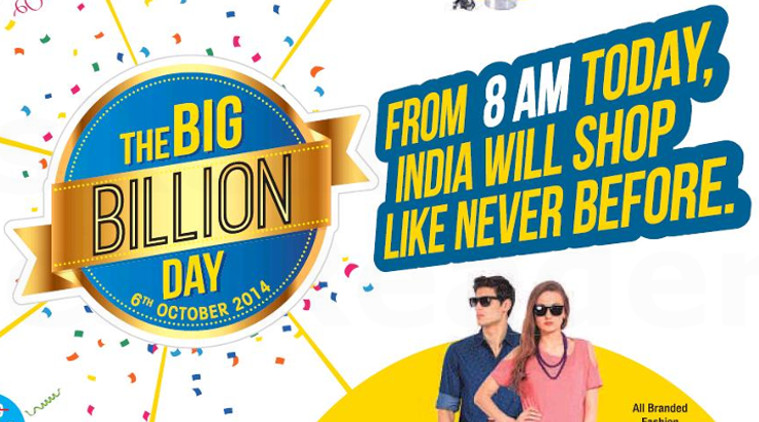 THE BIG
BILLION
DAY
6TH OCTOBER 2014
FROM 8 AM TODAY,
INDIA WILL SHOP
LIKE NEVER BEFORE.
All Branded
Fashion